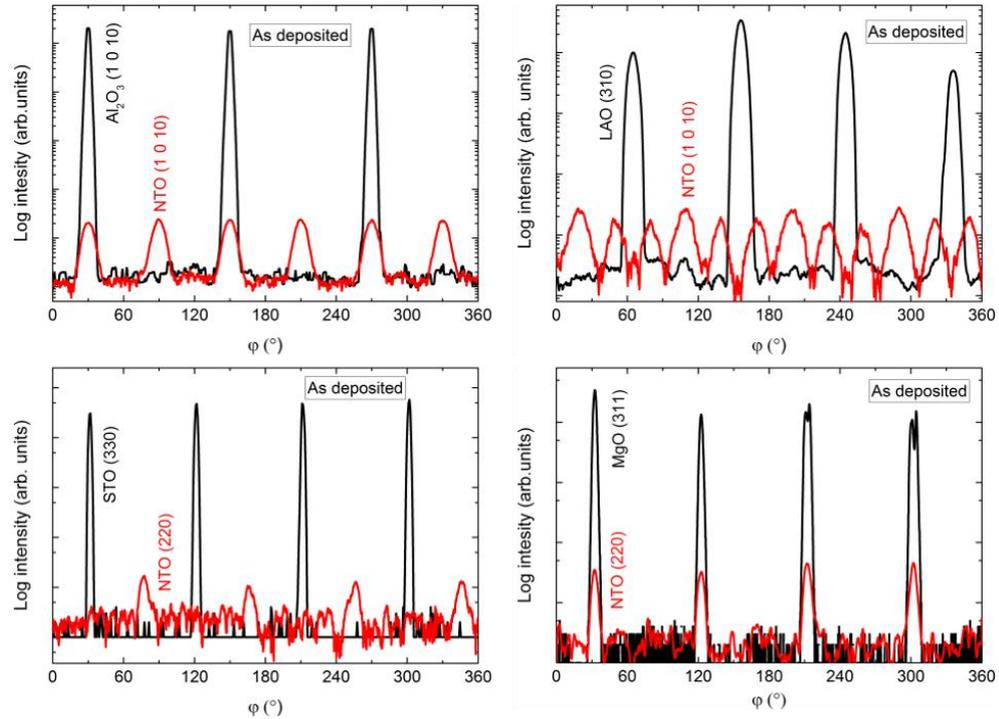 As deposited
Al₂O₃ (1 0 10)
NTO (1 0 10)
Log intesity (arb.units)
0 60 120 180 240 300 360
φ (°)
As deposited
LAO (310)
NTO (1 0 10)
Log intesity (arb.units)
0 60 120 180 240 300 360
φ (°)
As deposited
STO (330)
NTO (220)
Log intesity (arb. units)
0 60 120 180 240 300 360
φ (°)
As deposited
MgO (311)
NTO (220)
Log intesity (arb.units)
0 60 120 180 240 300 360
φ (°)